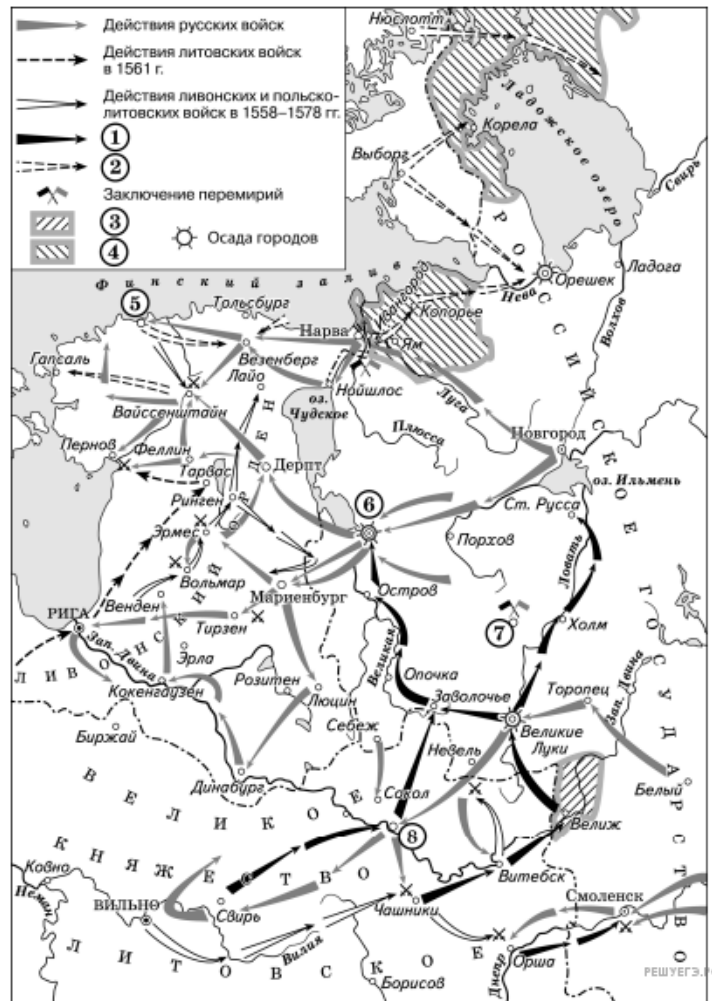 Действия русских войск
Действия литовских войск
в 1561 г.
Действия ливонских и польско-
литовских войск в 1558–1578 гг.
1
2
Заключение перемирий
3
4
Осада городов
Нюслотт
Ладожское озеро
Корела
Выборг
Свирь
РОССИЙСКОЕ ГОСУДАРСТВО
Финский залив
Нева
Орешек
Ладога
Волхов
5
Тольсбург
Нарва
Ивангород
Копорье
Ям
Гапсаль
Везенберг
Лайо
Нойшлос
оз.
Чудское
Луга
Вайссенштайн
Плюсса
Новгород
Пернов
Феллин
Тарвас
Дерпт
оз. Ильмень
Ринген
6
Ст. Русса
Эрмес
Порхов
Ловать
Вольмар
Мариенбург
Остров
Венден
РИГА
Тирзен
7
Холм
Зап. Двина
Великая
ЛИВОНСКИЙ ОРДЕН
Эрла
Розитен
Опочка
Заволочье
Торопец
Зап. Двина
Кокенгаузен
Люцин
Себеж
Великие
Луки
Биржай
Невель
Белый
Динабург
Сокол
Велиж
8
ВЕЛИКОЕ
КНЯЖЕСТВО
ЛИТОВСКОЕ
Ковно
Неман
Витебск
ВИЛЬНО
Свирь
Чашники
Смоленск
Вилия
Орша
Днепр
Борисов
РЕШУЕГЭ.РФ